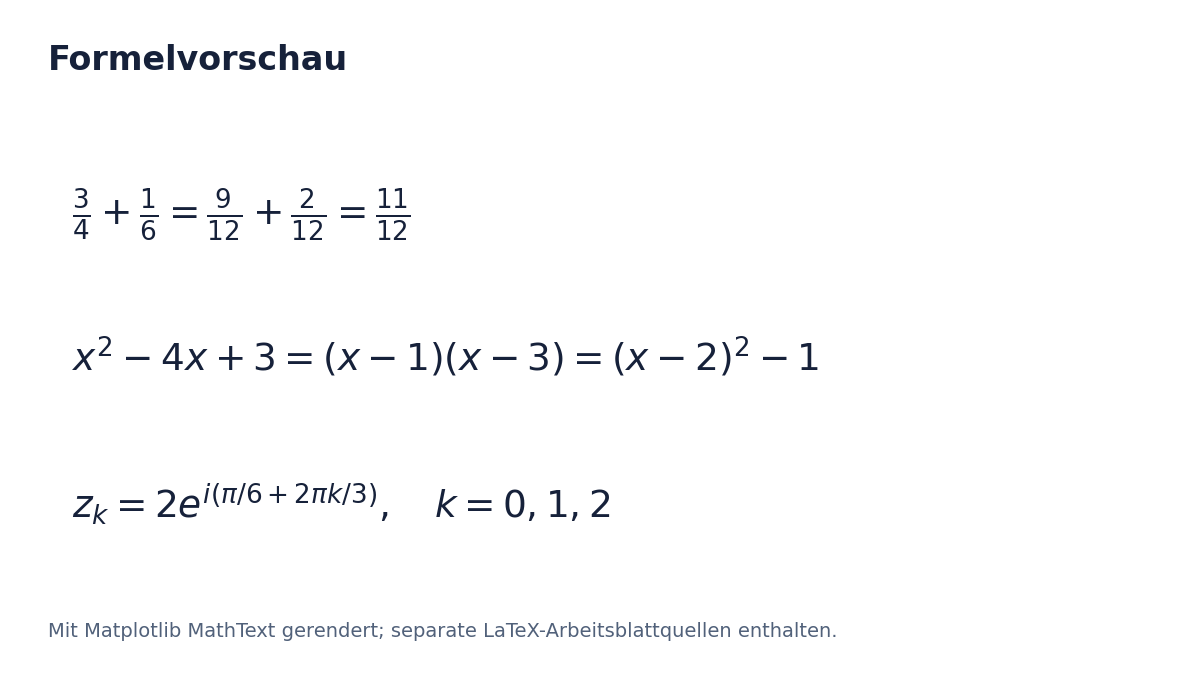 Formelvorschau
3/4 + 1/6 = 9/12 + 2/12 = 11/12
x² − 4x + 3 = (x − 1)(x − 3) = (x − 2)² − 1
z_k = 2e^{i(π/6 + 2πk/3)}, k = 0, 1, 2
Mit Matplotlib MathText gerendert; separate LaTeX-Arbeitsblattquellen enthalten.